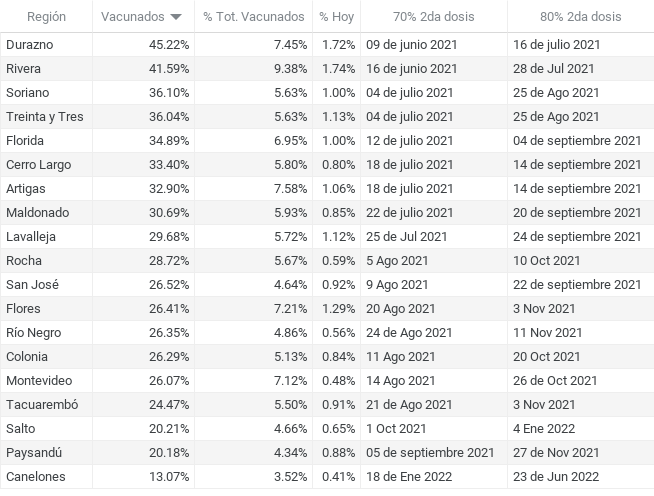 Región Vacunados % Tot. Vacunados % Hoy 70% 2da dosis 80% 2da dosis
Durazno 45.22% 7.45% 1.72% 09 de junio 2021 16 de julio 2021
Rivera 41.59% 9.38% 1.74% 16 de junio 2021 28 de Jul 2021
Soriano 36.10% 5.63% 1.00% 04 de julio 2021 25 de Ago 2021
Treinta y Tres 36.04% 5.63% 1.13% 04 de julio 2021 25 de Ago 2021
Florida 34.89% 6.95% 1.00% 12 de julio 2021 04 de septiembre 2021
Cerro Largo 33.40% 5.80% 0.80% 18 de julio 2021 14 de septiembre 2021
Artigas 32.90% 7.58% 1.06% 18 de julio 2021 14 de septiembre 2021
Maldonado 30.69% 5.93% 0.85% 22 de julio 2021 20 de septiembre 2021
Lavalleja 29.68% 5.72% 1.12% 25 de Jul 2021 24 de septiembre 2021
Rocha 28.72% 5.67% 0.59% 5 Ago 2021 10 Oct 2021
San José 26.52% 4.64% 0.92% 9 Ago 2021 22 de septiembre 2021
Flores 26.41% 7.21% 1.29% 20 Ago 2021 3 Nov 2021
Río Negro 26.35% 4.86% 0.56% 24 de Ago 2021 11 Nov 2021
Colonia 26.29% 5.13% 0.84% 11 Ago 2021 20 Oct 2021
Montevideo 26.07% 7.12% 0.48% 14 Ago 2021 26 de Oct 2021
Tacuarembó 24.47% 5.50% 0.91% 21 de Ago 2021 3 Nov 2021
Salto 20.21% 4.66% 0.65% 1 Oct 2021 4 Ene 2022
Paysandú 20.18% 4.34% 0.88% 05 de septiembre 2021 27 de Nov 2021
Canelones 13.07% 3.52% 0.41% 18 de Ene 2022 23 de Jun 2022